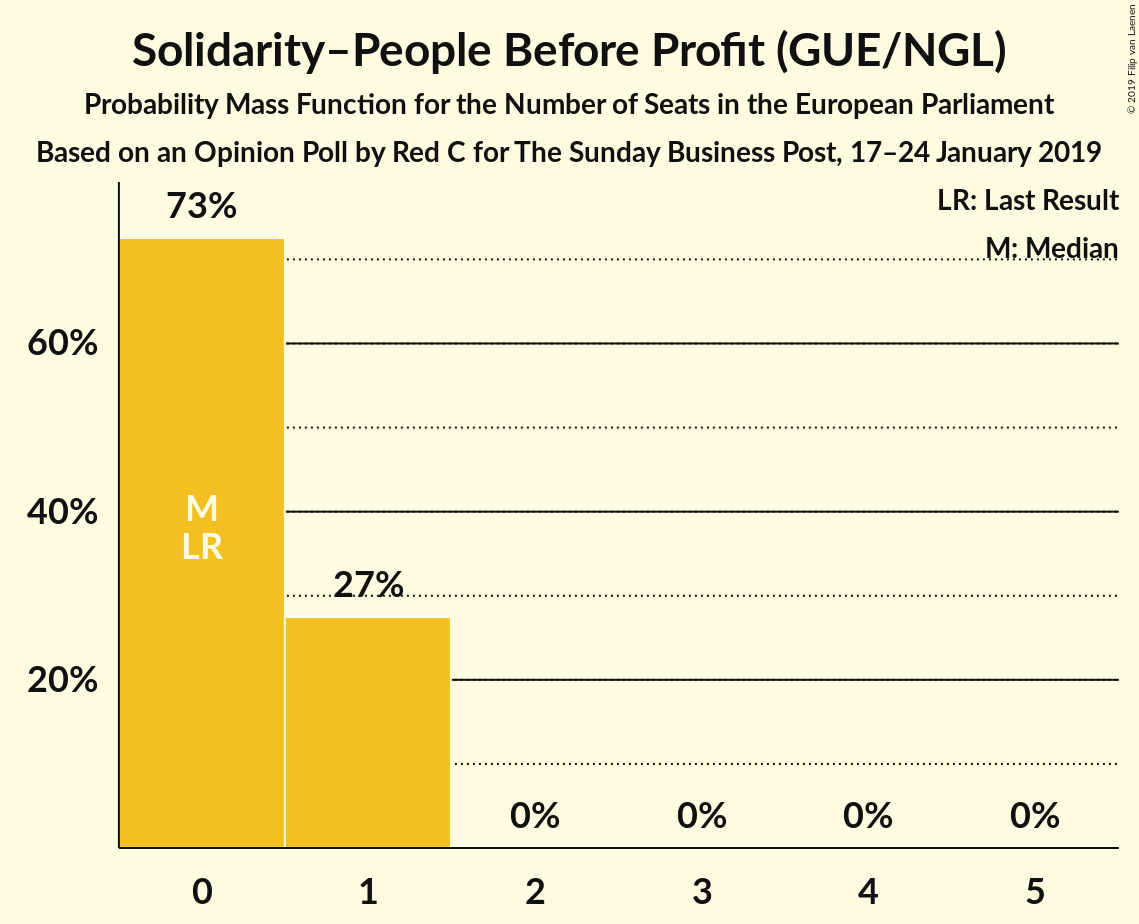 Solidarity–People Before Profit (GUE/NGL)
Probability Mass Function for the Number of Seats in the European Parliament
Based on an Opinion Poll by Red C for The Sunday Business Post, 17–24 January 2019
© 2019 Filip van Laenen
LR: Last Result
M: Median
73%
60%
40%
20%
M
LR
27%
0%
0%
0%
0%
0
1
2
3
4
5